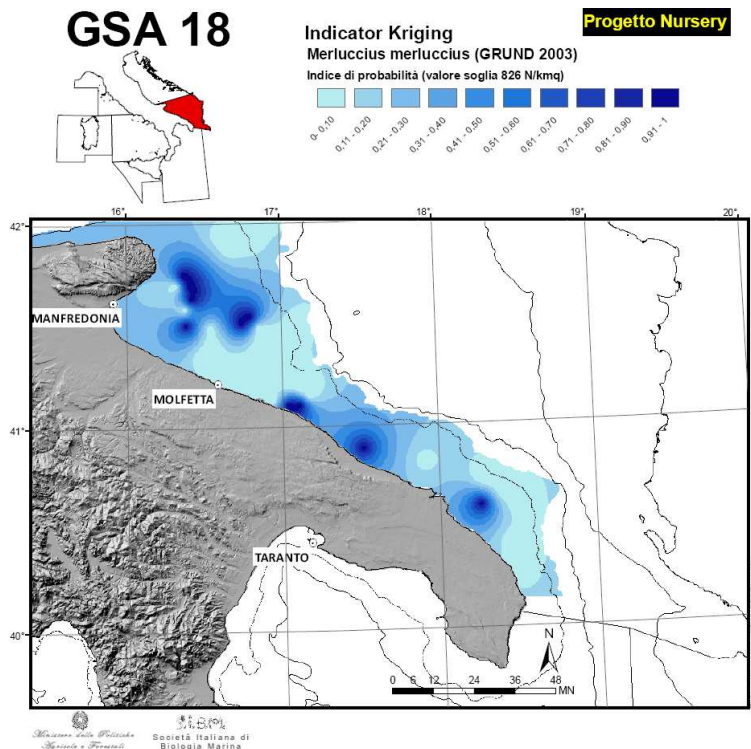 GSA 18
Indicator Kriging
Progetto Nursery
Merluccius merluccius (GRUND 2003)
Indice di probabilità (valore soglia 826 N/kmq)
0- 0,10
0,11 - 0,20
0,21 - 0,30
0,31 - 0,40
0,41 - 0,50
0,51 - 0,60
0,61 - 0,70
0,71 - 0,80
0,81 - 0,90
0,91 - 1
16°
17°
18°
19°
20°
42°
MANFREDONIA
MOLFETTA
41°
TARANTO
40°
N
0 6 12 24 36 48
MN
Ministero delle Politiche
Agricole e Forestali
S.I.B.M.
Società Italiana di
Biologia Marina